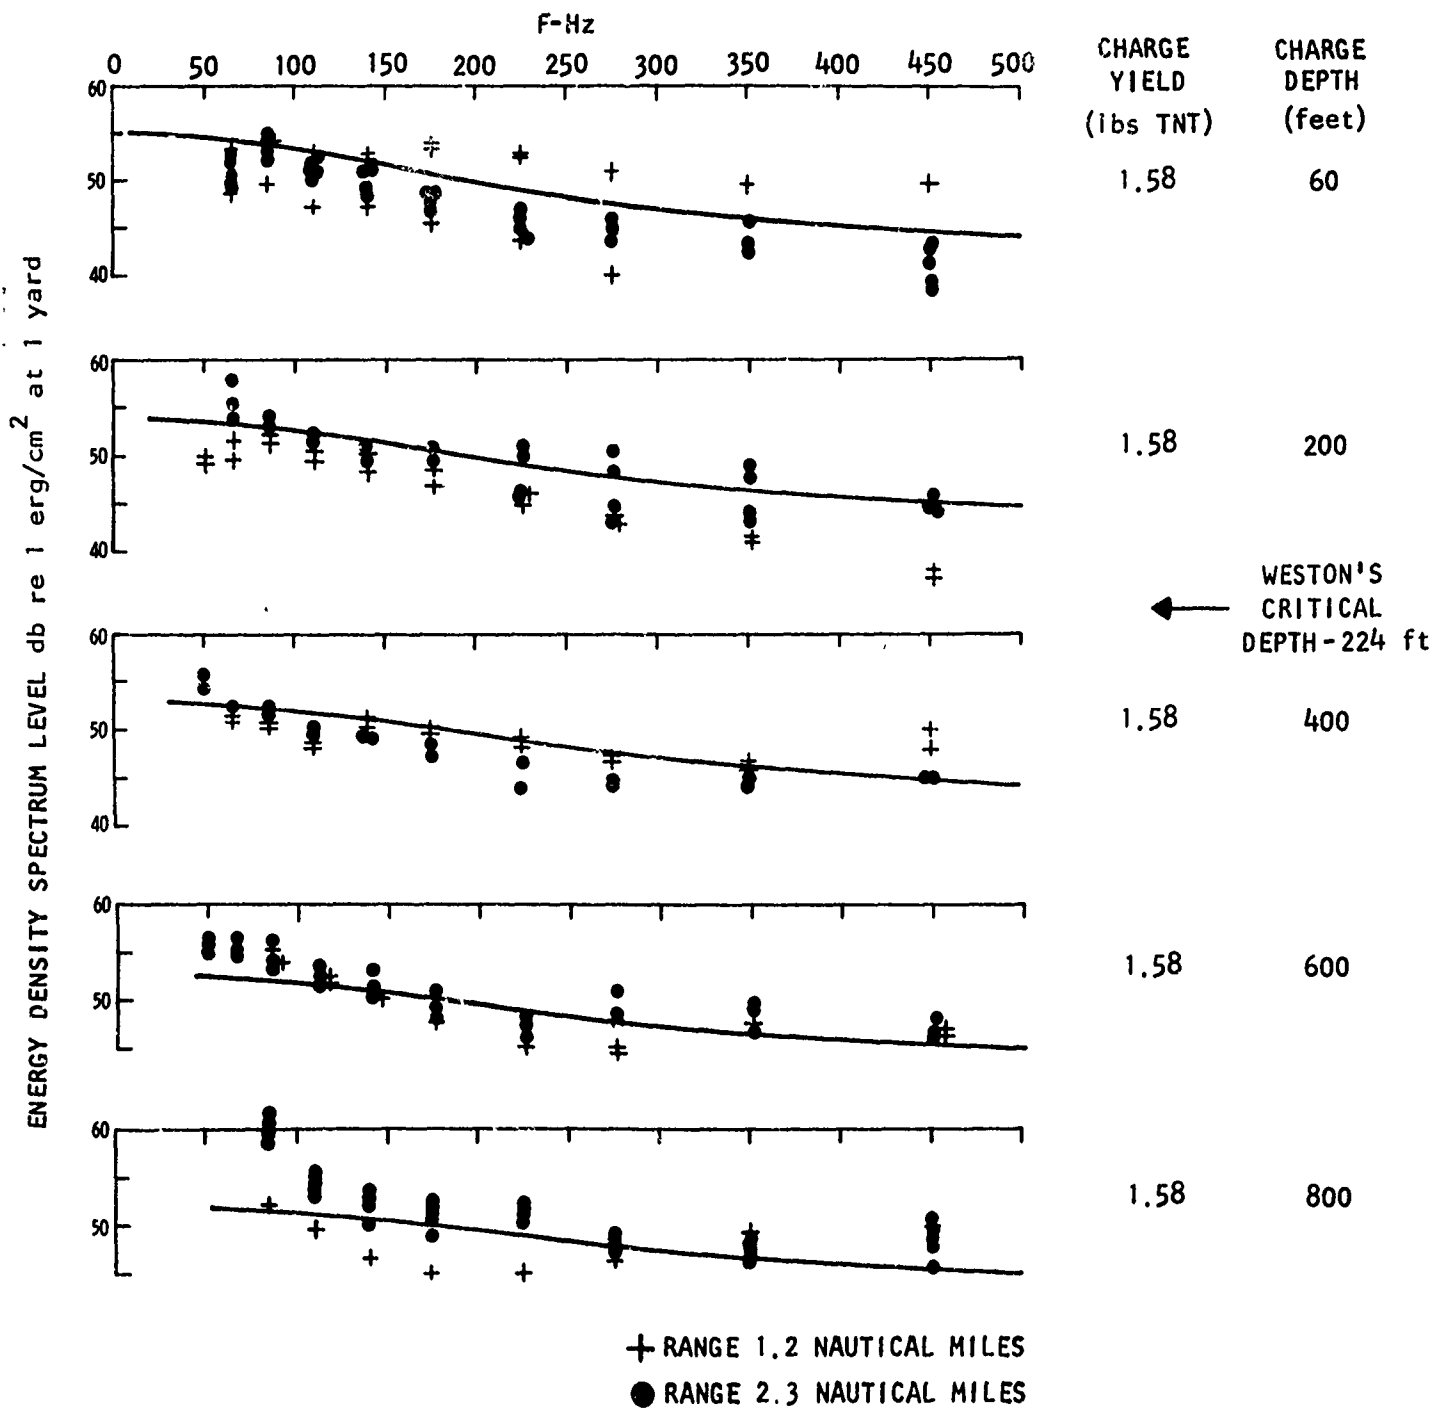 F-Hz
0 50 100 150 200 250 300 350 400 450 500
CHARGE YIELD (lbs TNT)
CHARGE DEPTH (feet)
60
50
40
1.58 60
60
50
40
1.58 200
WESTON'S
CRITICAL
DEPTH-224 ft
60
50
40
1.58 400
60
50
1.58 600
60
50
1.58 800
ENERGY DENSITY SPECTRUM LEVEL db re 1 erg/cm² at 1 yard
+ RANGE 1.2 NAUTICAL MILES
● RANGE 2.3 NAUTICAL MILES